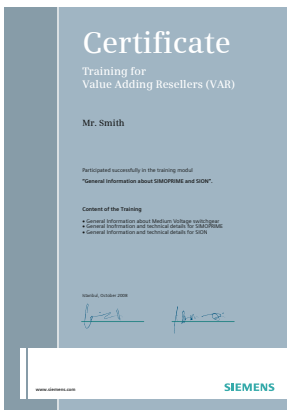 Certificate
Training for
Value Adding Resellers (VAR)
Mr. Smith
Participated successfully in the training modul
"General Information about SIMOPRIME and SION".
Content of the Training
• General Information about Medium Voltage switchgear
• General Inofrmation and technical details for SIMOPRIME
• General Information and technical details for SION
Istanbul, October 2008
www.siemens.com
SIEMENS